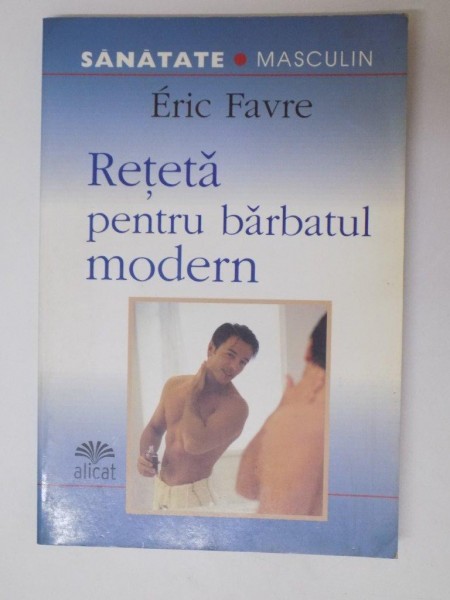 SĂNĂTATE • MASCULIN
Éric Favre
Rețetă
pentru bărbatul
modern
alicat